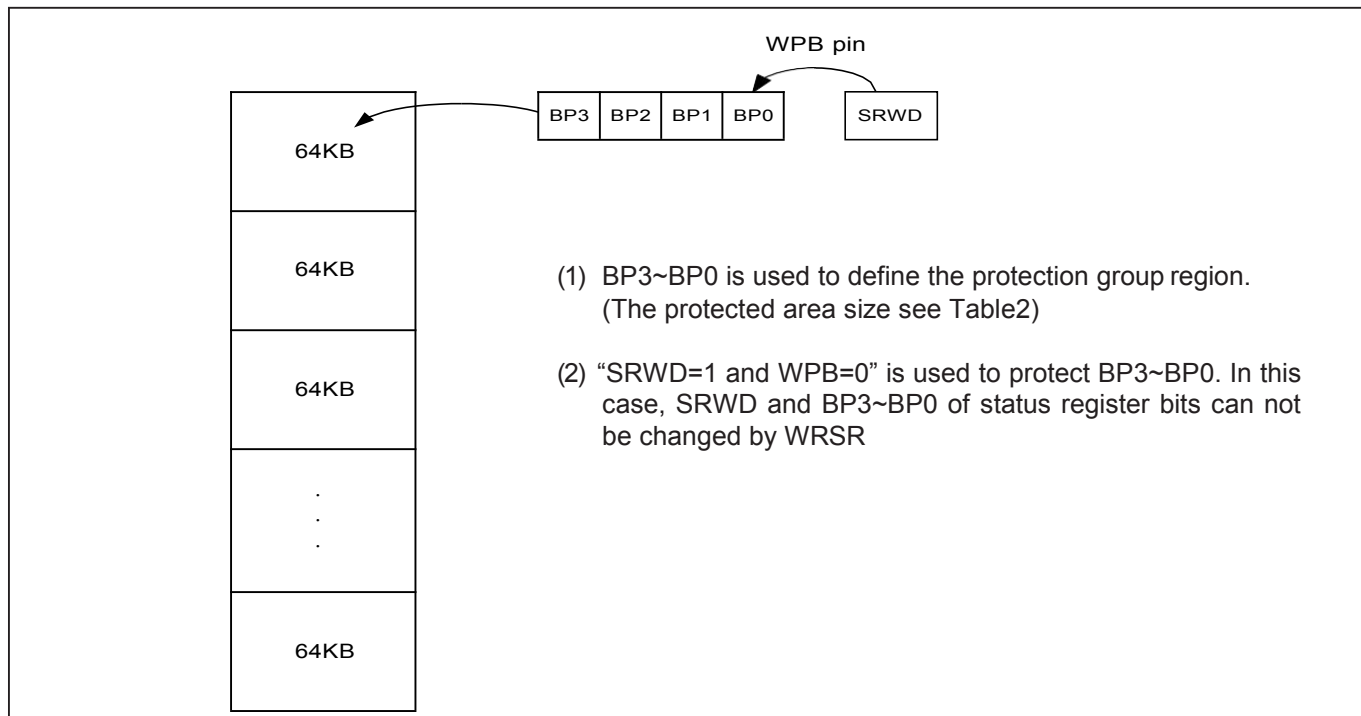 WPB pin
BP3 BP2 BP1 BP0 SRWD
64KB
64KB
64KB
.
.
.
64KB
(1) BP3~BP0 is used to define the protection group region.
(The protected area size see Table2)
(2) “SRWD=1 and WPB=0” is used to protect BP3~BP0. In this
case, SRWD and BP3~BP0 of status register bits can not
be changed by WRSR